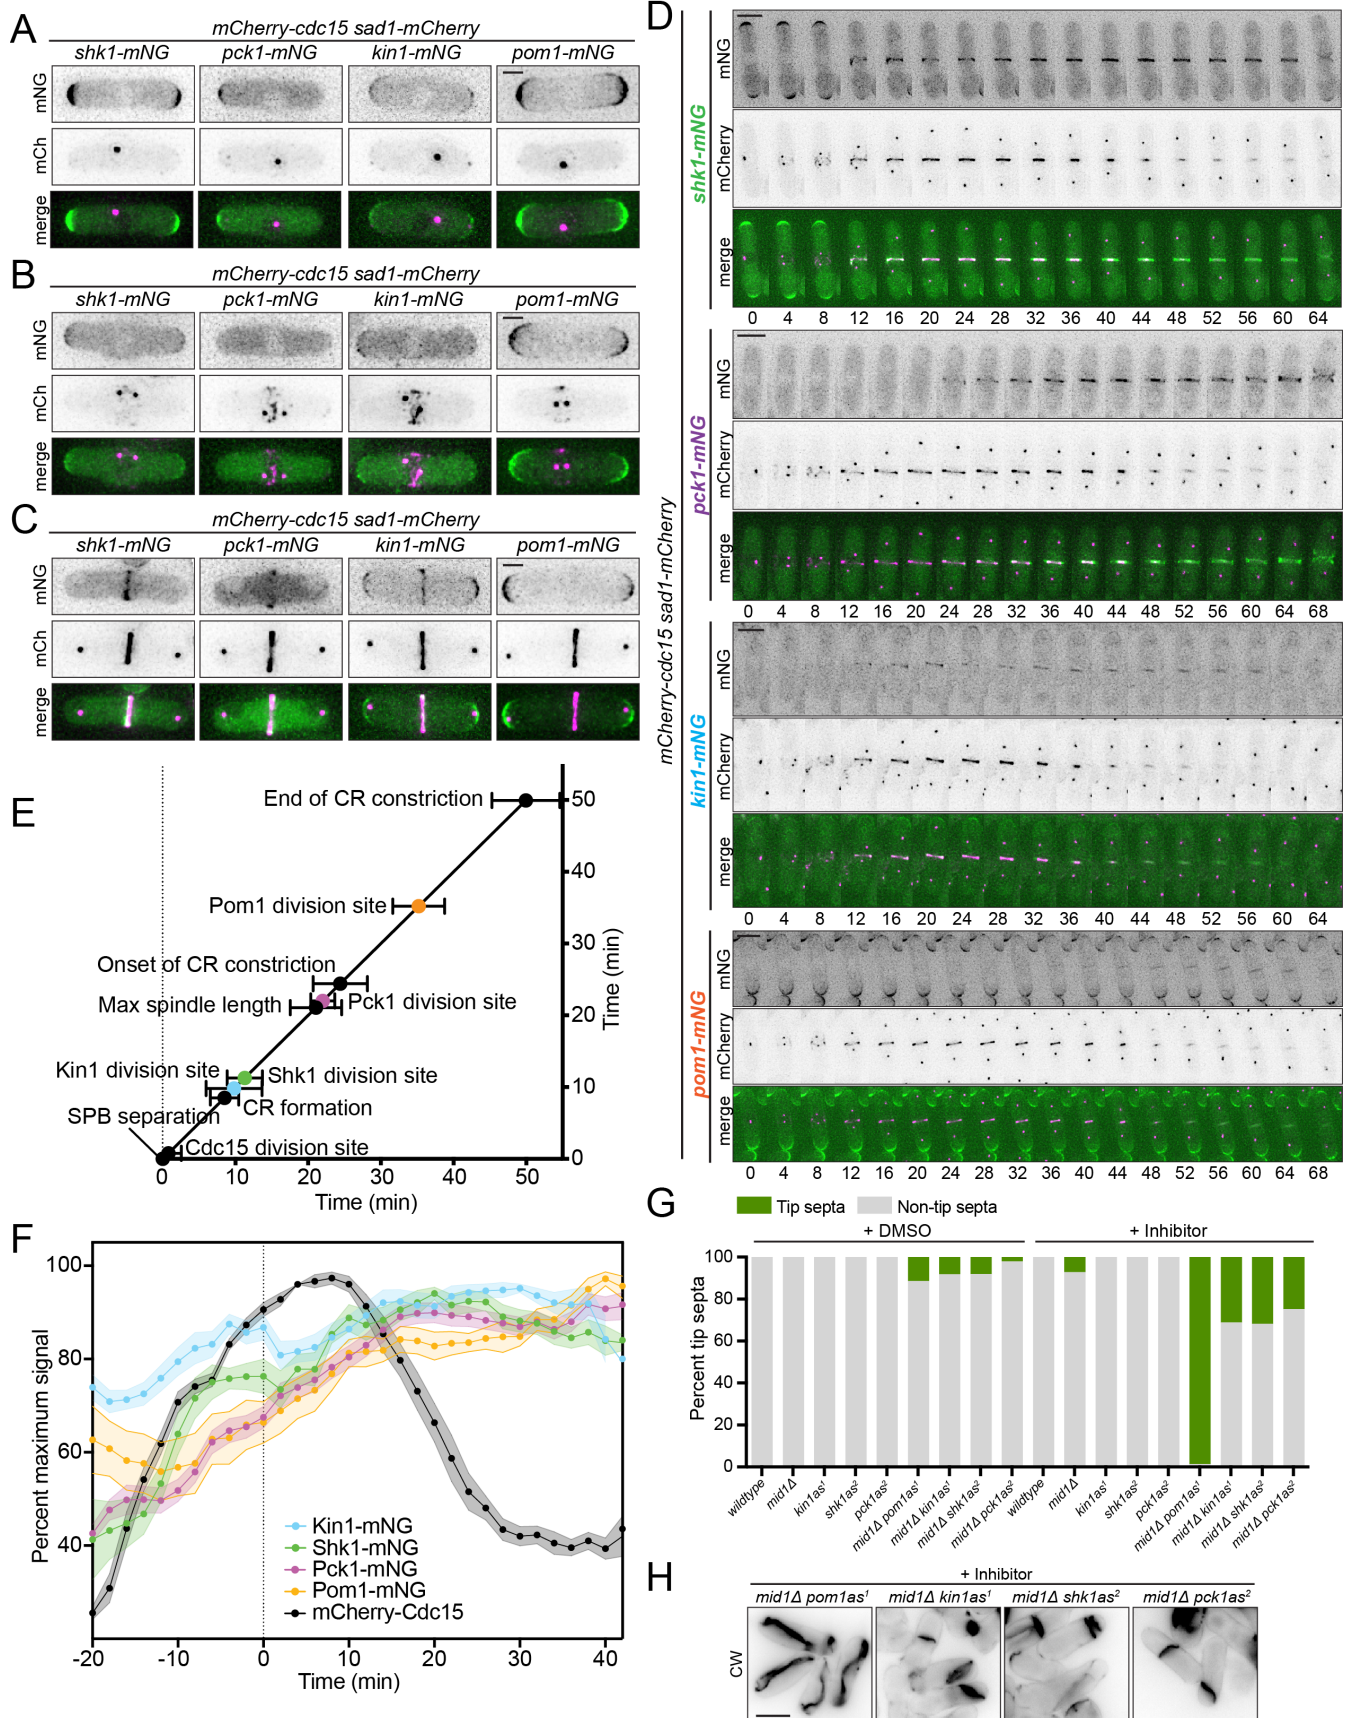 A
mCherry-cdc15 sad1-mCherry
shk1-mNG pck1-mNG kin1-mNG pom1-mNG
mNG
mCh
merge
B
mCherry-cdc15 sad1-mCherry
shk1-mNG pck1-mNG kin1-mNG pom1-mNG
mNG
mCh
merge
C
mCherry-cdc15 sad1-mCherry
shk1-mNG pck1-mNG kin1-mNG pom1-mNG
mNG
mCh
merge
D
mCherry-cdc15 sad1-mCherry
shk1-mNG
mNG
mCherry
merge
0 4 8 12 16 20 24 28 32 36 40 44 48 52 56 60 64
pck1-mNG
mNG
mCherry
merge
0 4 8 12 16 20 24 28 32 36 40 44 48 52 56 60 64 68
kin1-mNG
mNG
mCherry
merge
0 4 8 12 16 20 24 28 32 36 40 44 48 52 56 60 64
pom1-mNG
mNG
mCherry
merge
0 4 8 12 16 20 24 28 32 36 40 44 48 52 56 60 64 68
E
End of CR constriction
Pom1 division site
Onset of CR constriction
Max spindle length
Pck1 division site
Kin1 division site
Shk1 division site
SPB separation
CR formation
Cdc15 division site
50
40
30
20
10
0
Time (min)
0 10 20 30 40 50
Time (min)
F
Percent maximum signal
100
80
60
40
Kin1-mNG
Shk1-mNG
Pck1-mNG
Pom1-mNG
mCherry-Cdc15
-20 -10 0 10 20 30 40
Time (min)
G
Tip septa Non-tip septa
+ DMSO + Inhibitor
Percent tip septa
100
80
60
40
20
0
wildtype
mid1Δ
kin1as¹
shk1as²
pck1as²
mid1Δ pom1as¹
mid1Δ kin1as¹
mid1Δ shk1as²
mid1Δ pck1as²
wildtype
mid1Δ
kin1as¹
shk1as²
pck1as²
mid1Δ pom1as¹
mid1Δ kin1as¹
mid1Δ shk1as²
mid1Δ pck1as²
H
+ Inhibitor
mid1Δ pom1as¹ mid1Δ kin1as¹ mid1Δ shk1as² mid1Δ pck1as²
CW